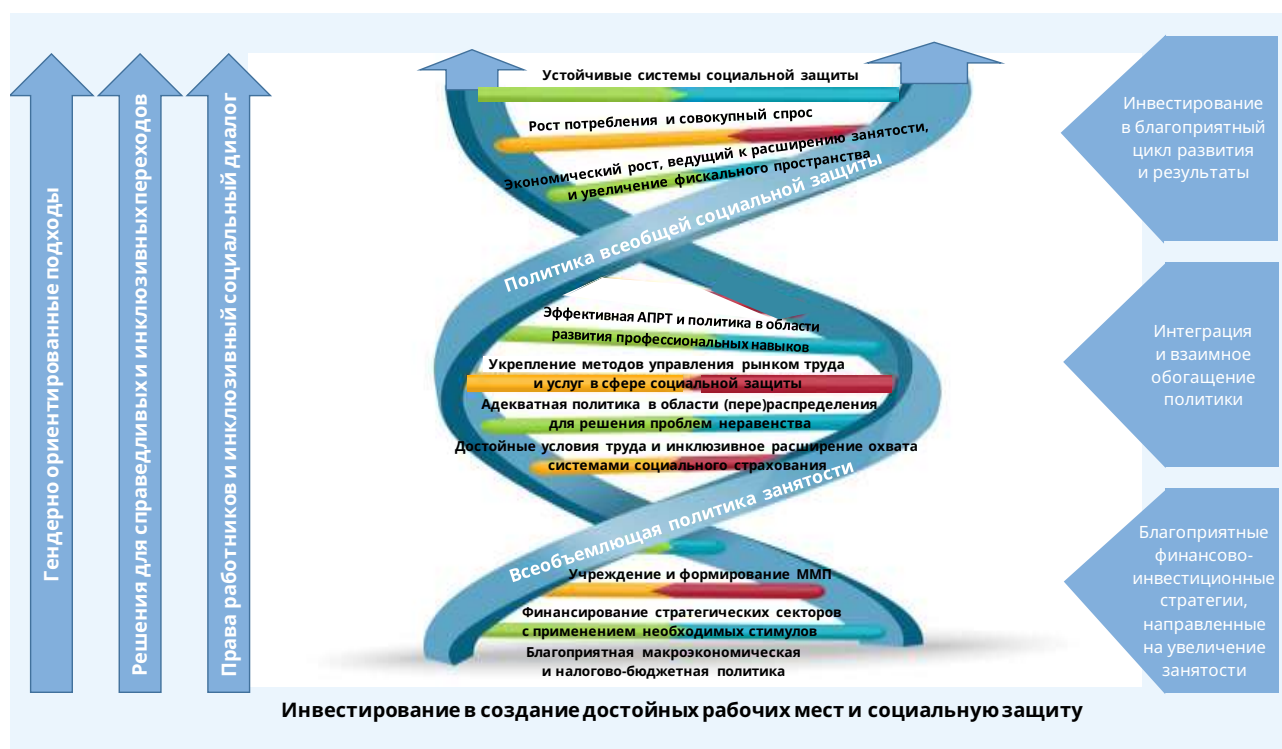 Гендерно ориентированные подходы
Решения для справедливых и инклюзивных переходов
Права работников и инклюзивный социальный диалог
Устойчивые системы социальной защиты
Рост потребления и совокупный спрос
Экономический рост, ведущий к расширению занятости,
и увеличение фискального пространства
Политика всеобщей социальной защиты
Эффективная АПРТ и политика в области
развития профессиональных навыков
Укрепление методов управления рынком труда
и услуг в сфере социальной защиты
Адекватная политика в области (пере)распределения
для решения проблем неравенства
Достойные условия труда и инклюзивное расширение охвата
системами социального страхования
Всеобъемлющая политика занятости
Учреждение и формирование ММП
Финансирование стратегических секторов
с применением необходимых стимулов
Благоприятная макроэкономическая
и налогово-бюджетная политика
Инвестирование
в благоприятный
цикл развития
и результаты
Интеграция
и взаимное
обогащение
политики
Благоприятные
финансово-
инвестиционные
стратегии,
направленные
на увеличение
занятости
Инвестирование в создание достойных рабочих мест и социальную защиту